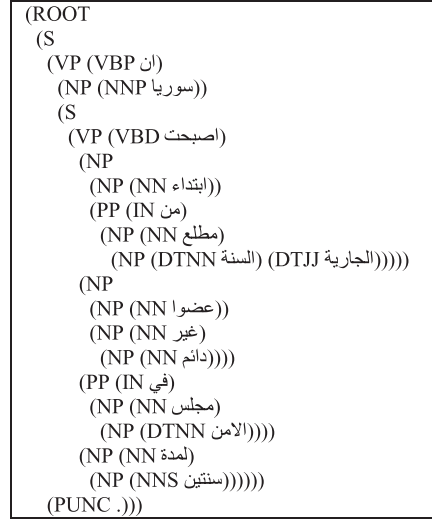 (ROOT
(S
(VP (VBP ان)
(NP (NNP سوريا))
(S
(VP (VBD اصبحت)
(NP
(NP (NN ابتداء))
(PP (IN من)
(NP (NN مطلع)
(NP (DTNN السنة) (DTJJ الجارية)))))
(NP
(NP (NN عضوا))
(NP (NN غير)
(NP (NN دائم))))
(PP (IN في)
(NP (NN مجلس)
(NP (DTNN الامن))))
(NP (NN لمدة)
(NP (NNS سنتين))))))
(PUNC .)))